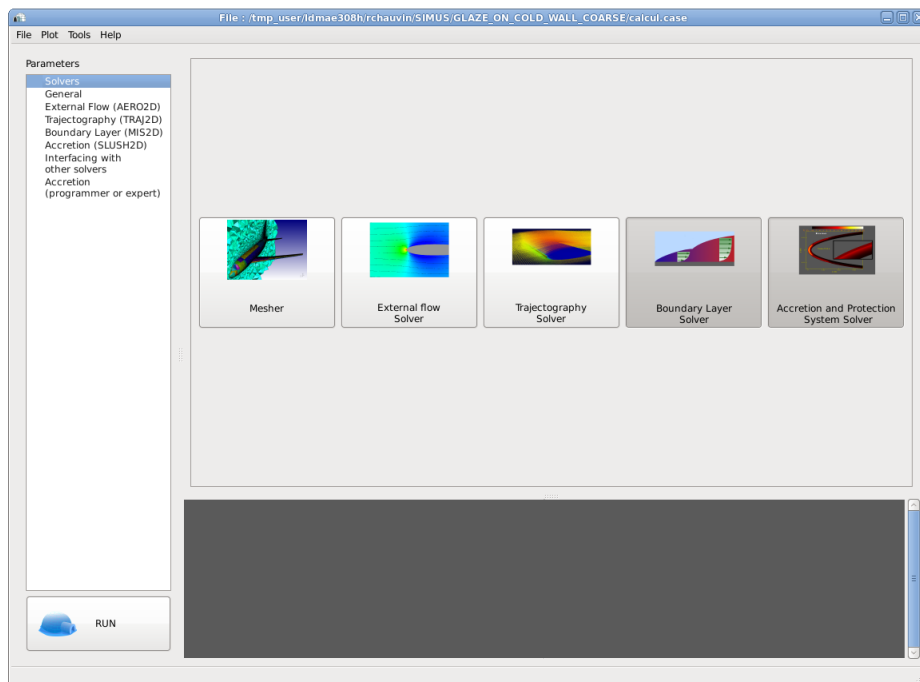 File : /tmp_user/ldmae308h/rchauvin/SIMUS/GLAZE_ON_COLD_WALL_COARSE/calcul.case
File Plot Tools Help
Parameters
Solvers
General
External Flow (AERO2D)
Trajectography (TRAJ2D)
Boundary Layer (MIS2D)
Accretion (SLUSH2D)
Interfacing with
other solvers
Accretion
(programmer or expert)
Mesher
External flow
Solver
Trajectography
Solver
Boundary Layer
Solver
Accretion and Protection
System Solver
RUN